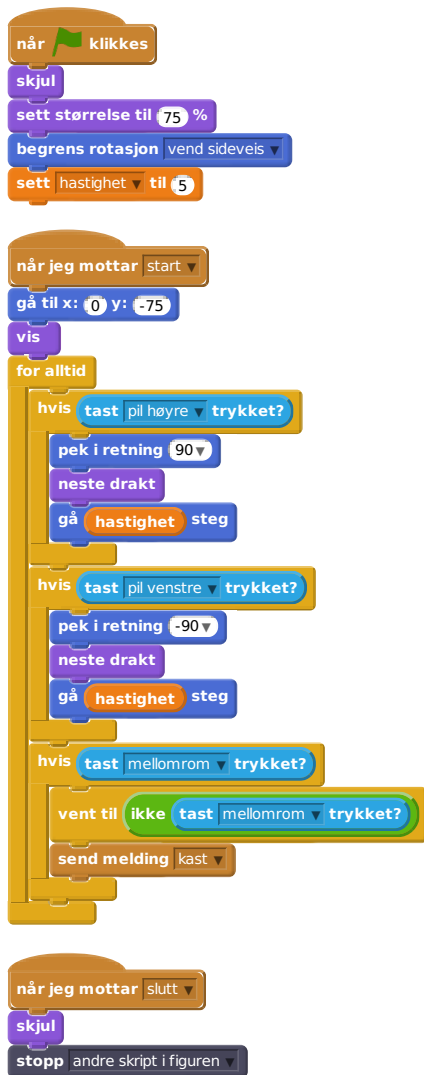 når klikkes
skjul
sett størrelse til 75 %
begrens rotasjon vend sideveis
sett hastighet til 5
når jeg mottar start
gå til x: 0 y: -75
vis
for alltid
hvis tast pil høyre trykket?
pek i retning 90
neste drakt
gå hastighet steg
hvis tast pil venstre trykket?
pek i retning -90
neste drakt
gå hastighet steg
hvis tast mellomrom trykket?
vent til ikke tast mellomrom trykket?
send melding kast
når jeg mottar slutt
skjul
stopp andre skript i figuren